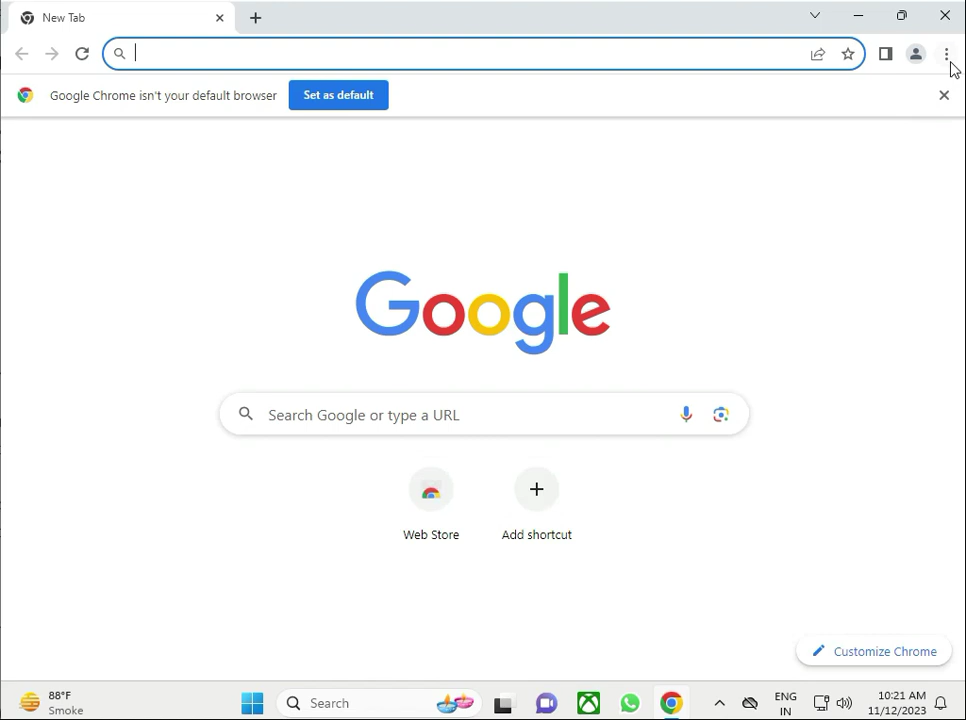 New Tab
Google Chrome isn't your default browser
Set as default
Google
Search Google or type a URL
Web Store
Add shortcut
Customize Chrome
88°F
Smoke
Search
ENG
IN
10:21 AM
11/12/2023